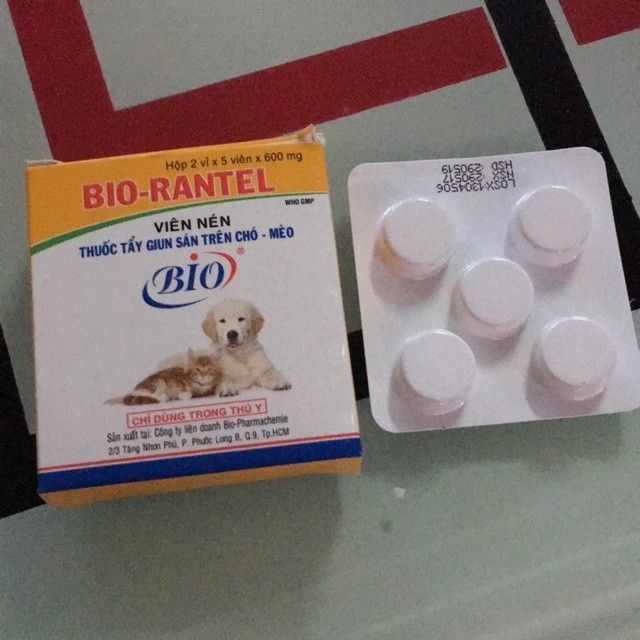 Hộp 2 vỉ x 5 viên x 600 mg
BIO-RANTEL
WHO GMP
VIÊN NÉN
THUỐC TẨY GIUN SÁN TRÊN CHÓ - MÈO
BIO®
CHỈ DÙNG TRONG THÚ Y
Sản xuất tại: Công ty liên doanh Bio-Pharmachemie
2/3 Tăng Nhơn Phú, P. Phước Long B, Q.9, Tp.HCM
LOSX:1304506
NSX :290517
HSD :290519